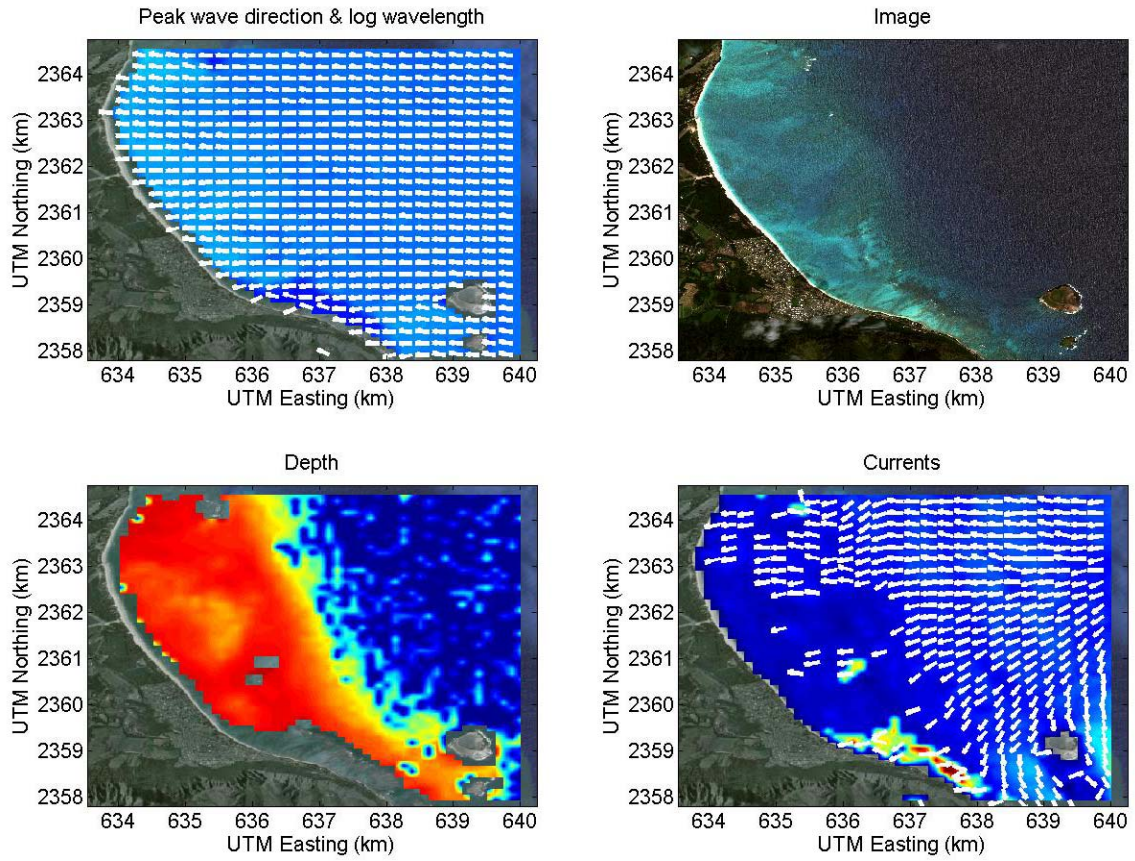 Peak wave direction & log wavelength
2364
2363
2362
2361
2360
2359
2358
UTM Northing (km)
634 635 636 637 638 639 640
UTM Easting (km)
Image
2364
2363
2362
2361
2360
2359
2358
UTM Northing (km)
634 635 636 637 638 639 640
UTM Easting (km)
Depth
2364
2363
2362
2361
2360
2359
2358
UTM Northing (km)
634 635 636 637 638 639 640
UTM Easting (km)
Currents
2364
2363
2362
2361
2360
2359
2358
UTM Northing (km)
634 635 636 637 638 639 640
UTM Easting (km)